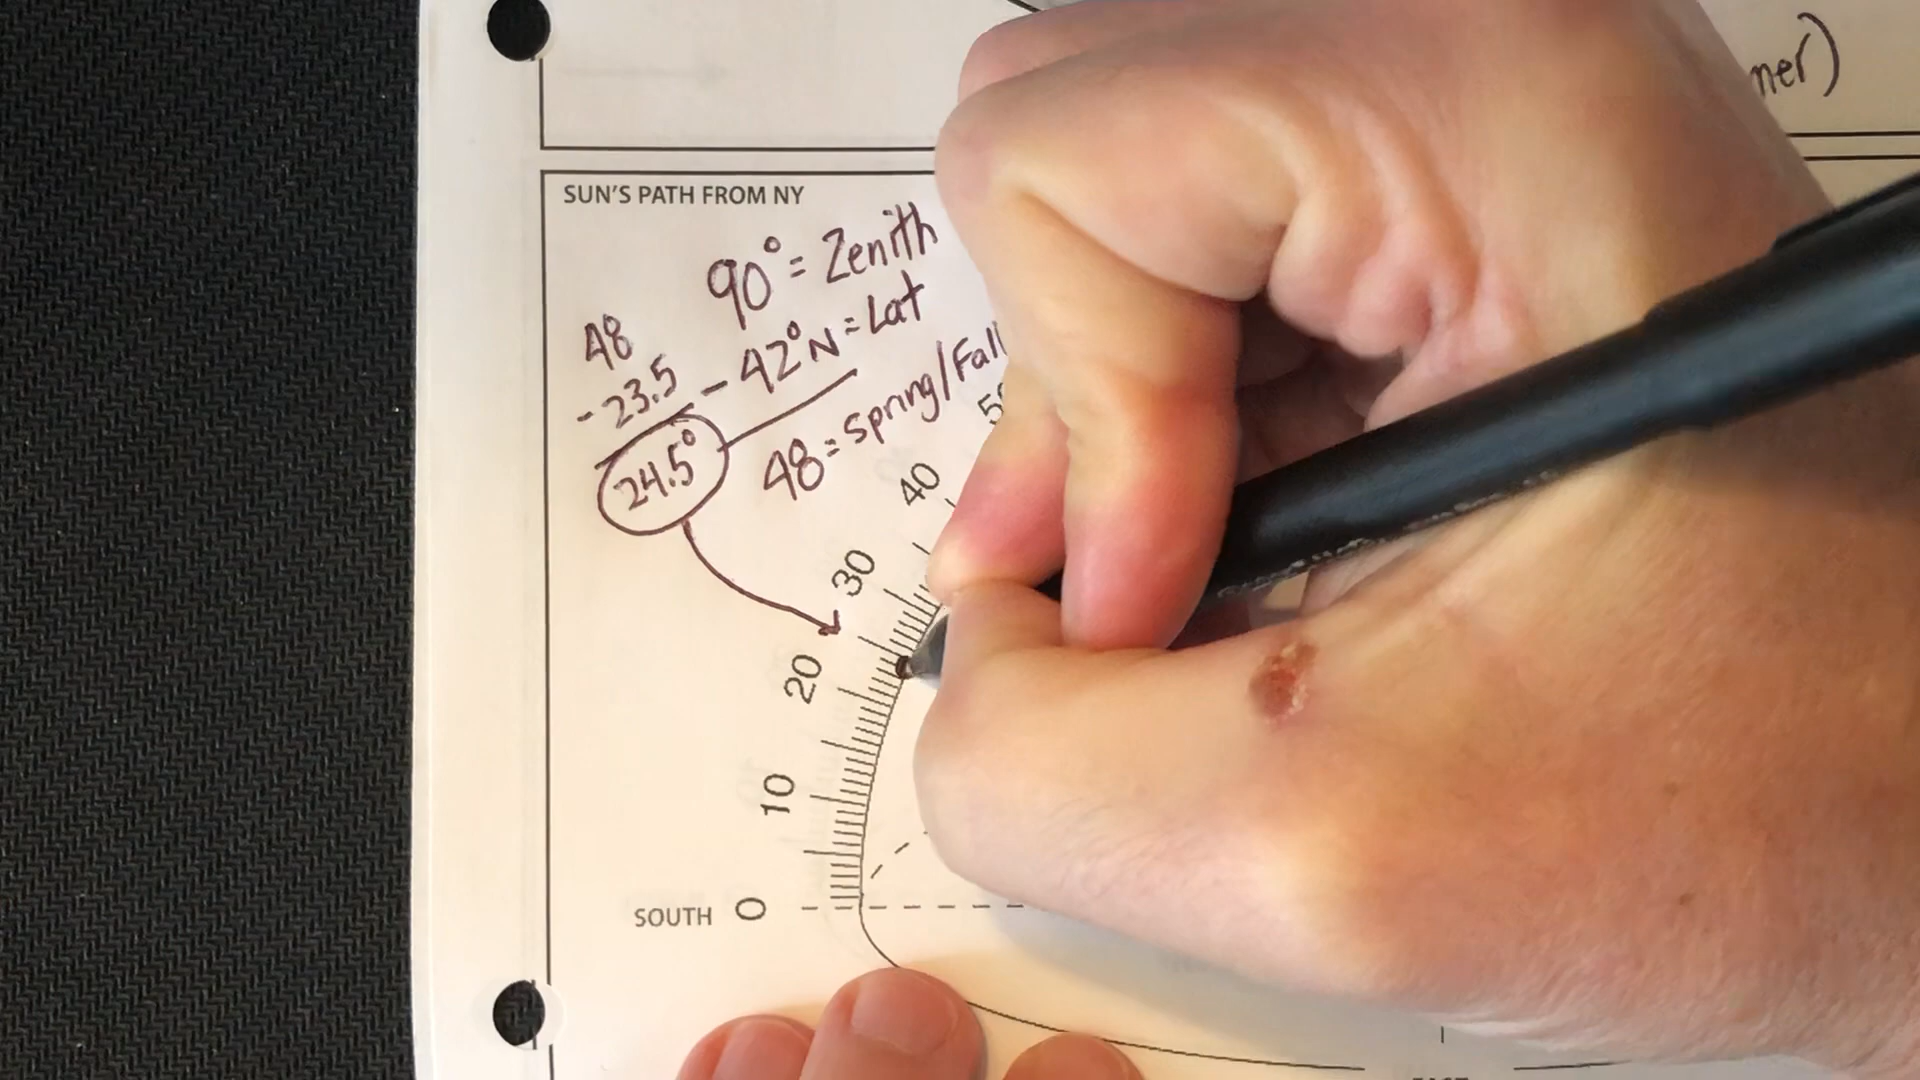 ner)
SUN'S PATH FROM NY
90° = Zenith
- 42°N = Lat
48 = Spring/Fall
48
- 23.5
24.5°
40
30
20
10
SOUTH 0